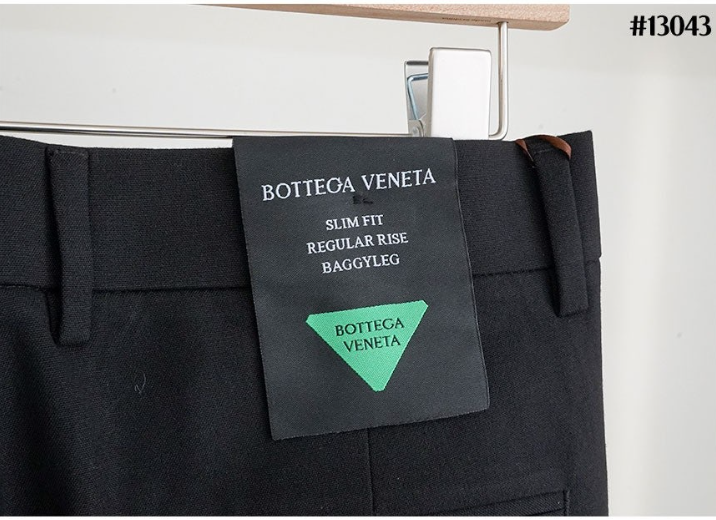 #13043
BOTTEGA VENETA
SLIM FIT
REGULAR RISE
BAGGYLEG
BOTTEGA
VENETA